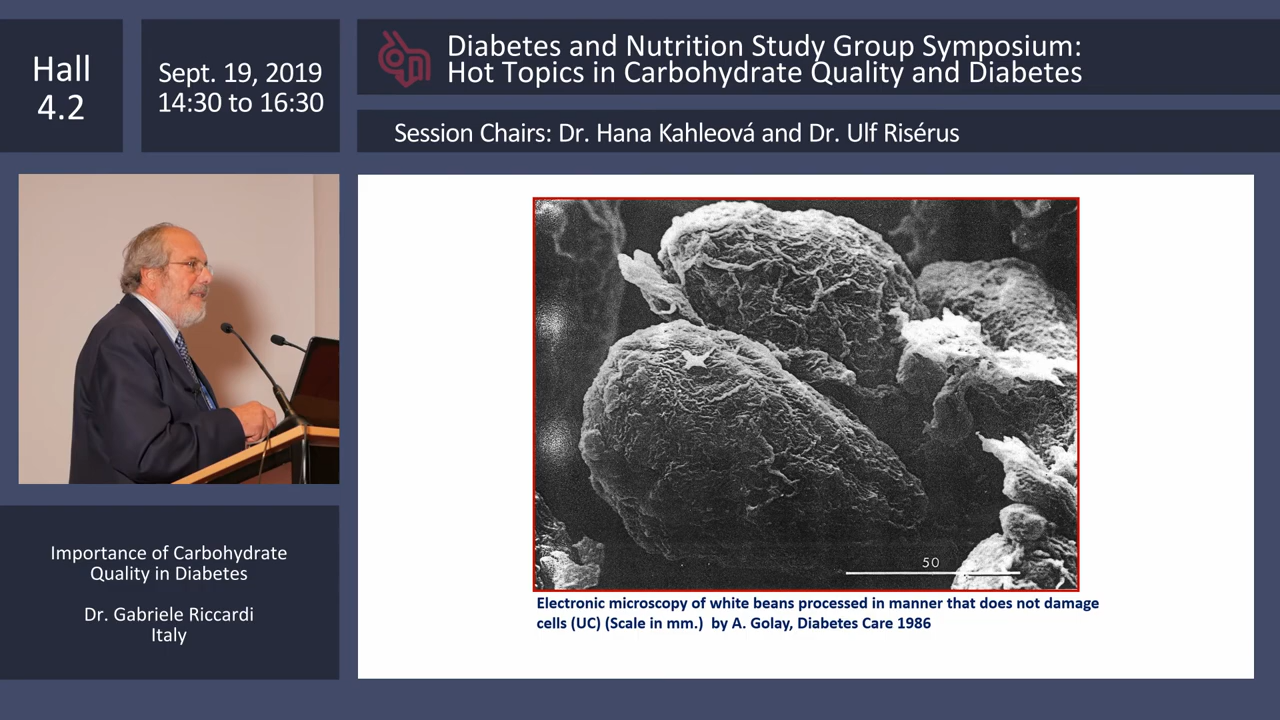 Hall
4.2
Sept. 19, 2019
14:30 to 16:30
Diabetes and Nutrition Study Group Symposium:
Hot Topics in Carbohydrate Quality and Diabetes
Session Chairs: Dr. Hana Kahleová and Dr. Ulf Risérus
50
Electronic microscopy of white beans processed in manner that does not damage
cells (UC) (Scale in mm.) by A. Golay, Diabetes Care 1986
Importance of Carbohydrate
Quality in Diabetes
Dr. Gabriele Riccardi
Italy